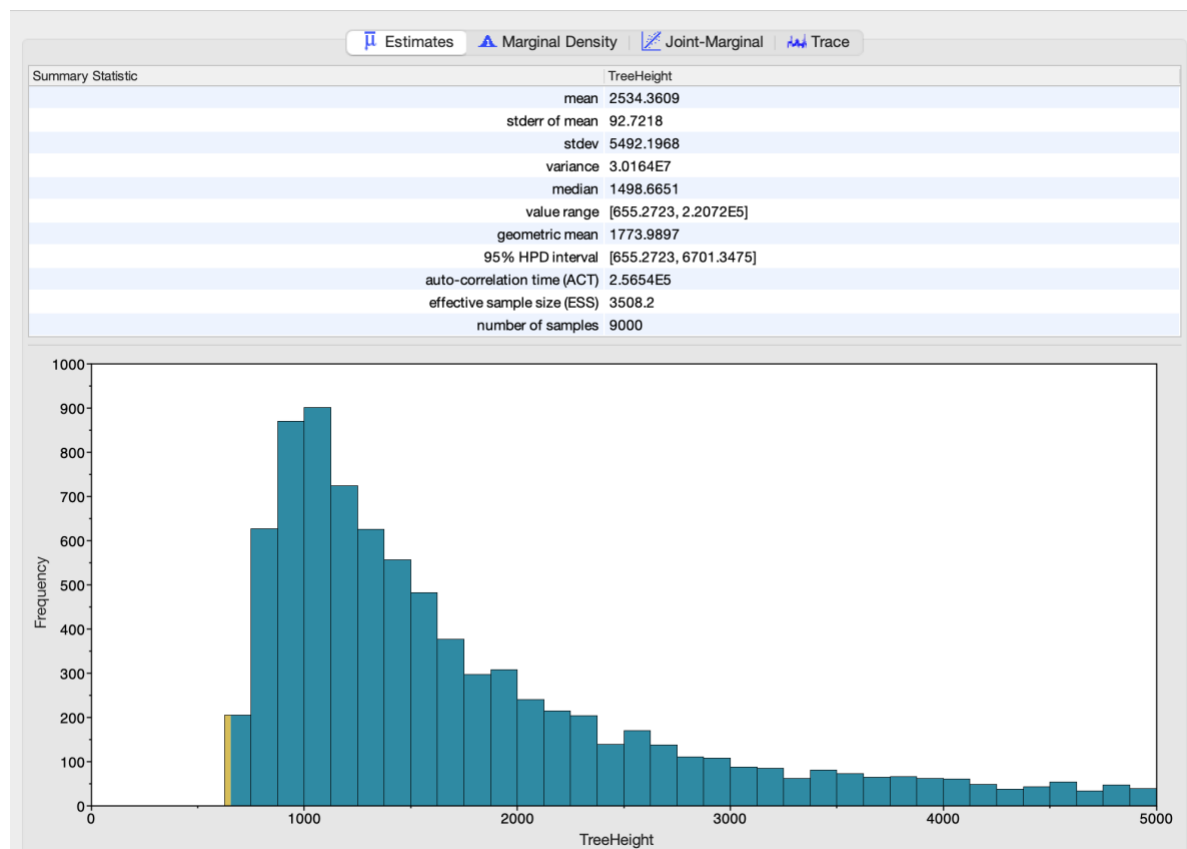 Estimates Marginal Density Joint-Marginal Trace
Summary Statistic TreeHeight
mean 2534.3609
stderr of mean 92.7218
stdev 5492.1968
variance 3.0164E7
median 1498.6651
value range [655.2723, 2.2072E5]
geometric mean 1773.9897
95% HPD interval [655.2723, 6701.3475]
auto-correlation time (ACT) 2.5654E5
effective sample size (ESS) 3508.2
number of samples 9000
1000
900
800
700
600
500
400
300
200
100
0
Frequency
0 1000 2000 3000 4000 5000
TreeHeight